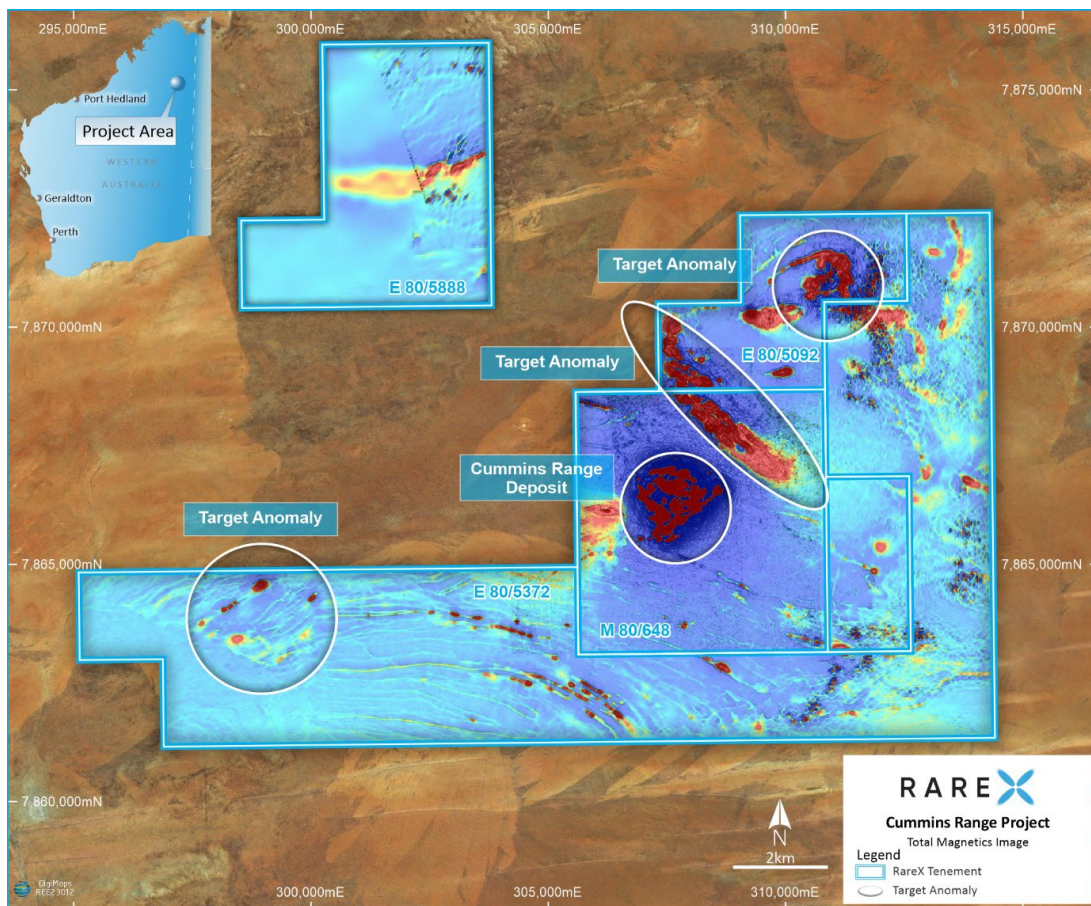 295,000mE
300,000mE
305,000mE
310,000mE
315,000mE
7,875,000mN
Port Hedland
Project Area
WESTERN
AUSTRALIA
Geraldton
Perth
E 80/5888
Target Anomaly
7,870,000mN
7,870,000mN
E 80/5092
Target Anomaly
Cummins Range
Deposit
Target Anomaly
7,865,000mN
7,865,000mN
E 80/5372
M 80/648
7,860,000mN
RAREX
Cummins Range Project
Total Magnetics Image
Legend
RareX Tenement
Target Anomaly
N
2km
DigiMaps
REE23012
300,000mE
305,000mE
310,000mE